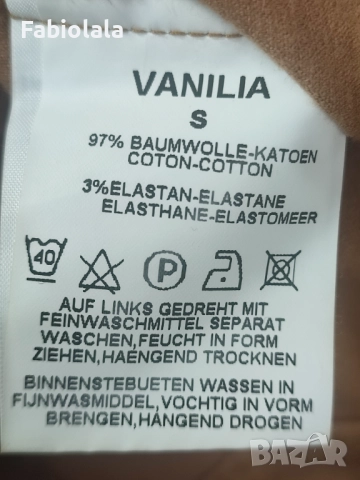 Fabiolala
VANILIA
S
97% BAUMWOLLE-KATOEN
COTON-COTTON
3%ELASTAN-ELASTANE
ELASTHANE-ELASTOMEER
40 P
AUF LINKS GEDREHT MIT
FEINWASCHMITTEL SEPARAT
WASCHEN,FEUCHT IN FORM
ZIEHEN,HAENGEND TROCKNEN
BINNENSTEBUETEN WASSEN IN
FIJNWASMIDDEL,VOCHTIG IN VORM
BRENGEN,HANGEND DROGEN
BAZAR